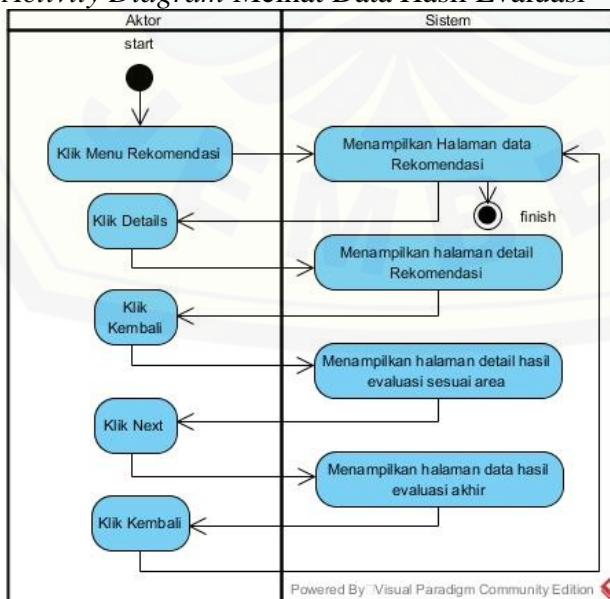 Activity Diagram Melihat Data Hasil Evaluasi
Aktor
Sistem
start
Klik Menu Rekomendasi
Menampilkan Halaman data
Rekomendasi
Klik Details
finish
Menampilkan halaman detail
Rekomendasi
Klik
Kembali
Menampilkan halaman detail hasil
evaluasi sesuai area
Klik Next
Menampilkan halaman data hasil
evaluasi akhir
Klik Kembali
Powered By Visual Paradigm Community Edition